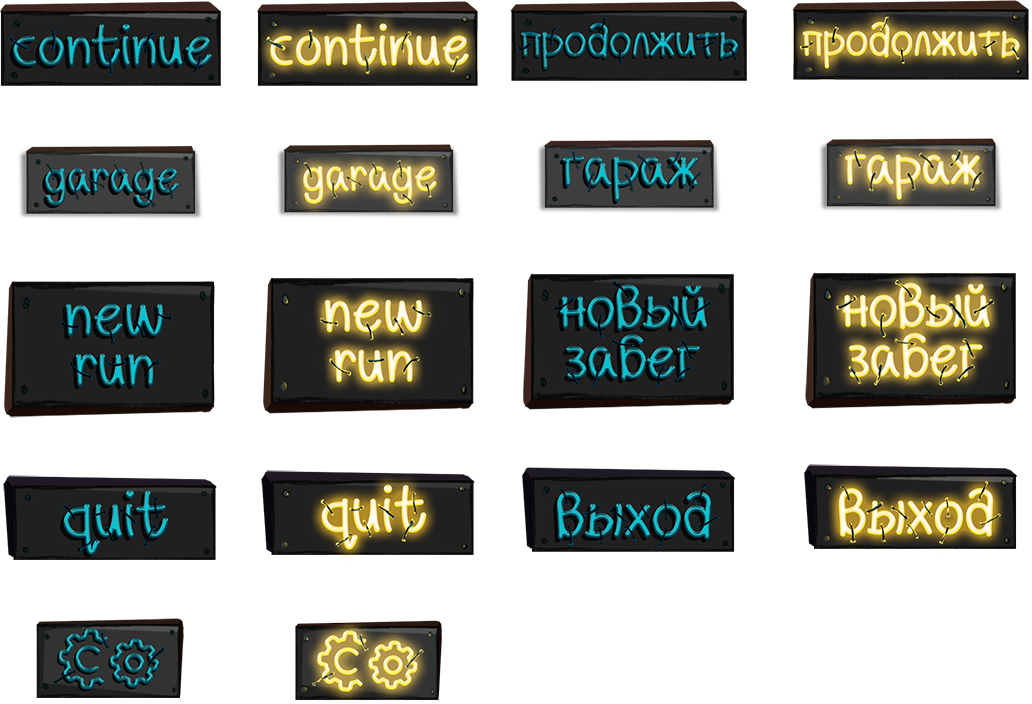 continue
continue
продолжить
продолжить
garage
garage
гараж
гараж
new
run
new
run
новый
забег
новый
забег
quit
quit
выход
выход